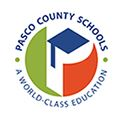 PASCO COUNTY SCHOOLS
P
A WORLD-CLASS EDUCATION